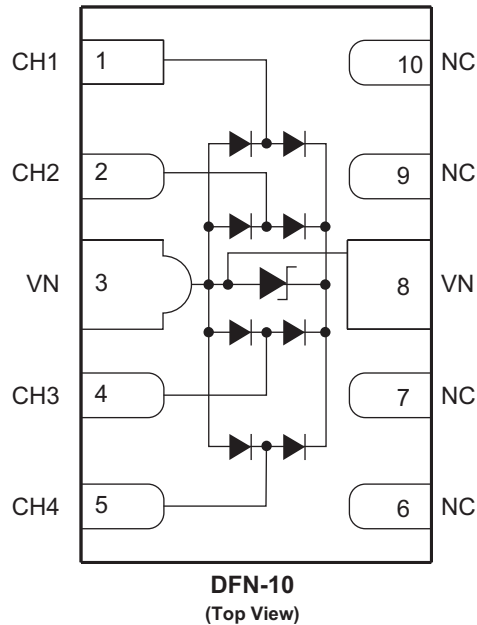 CH1 1 10 NC
CH2 2 9 NC
VN 3 8 VN
CH3 4 7 NC
CH4 5 6 NC
DFN-10
(Top View)